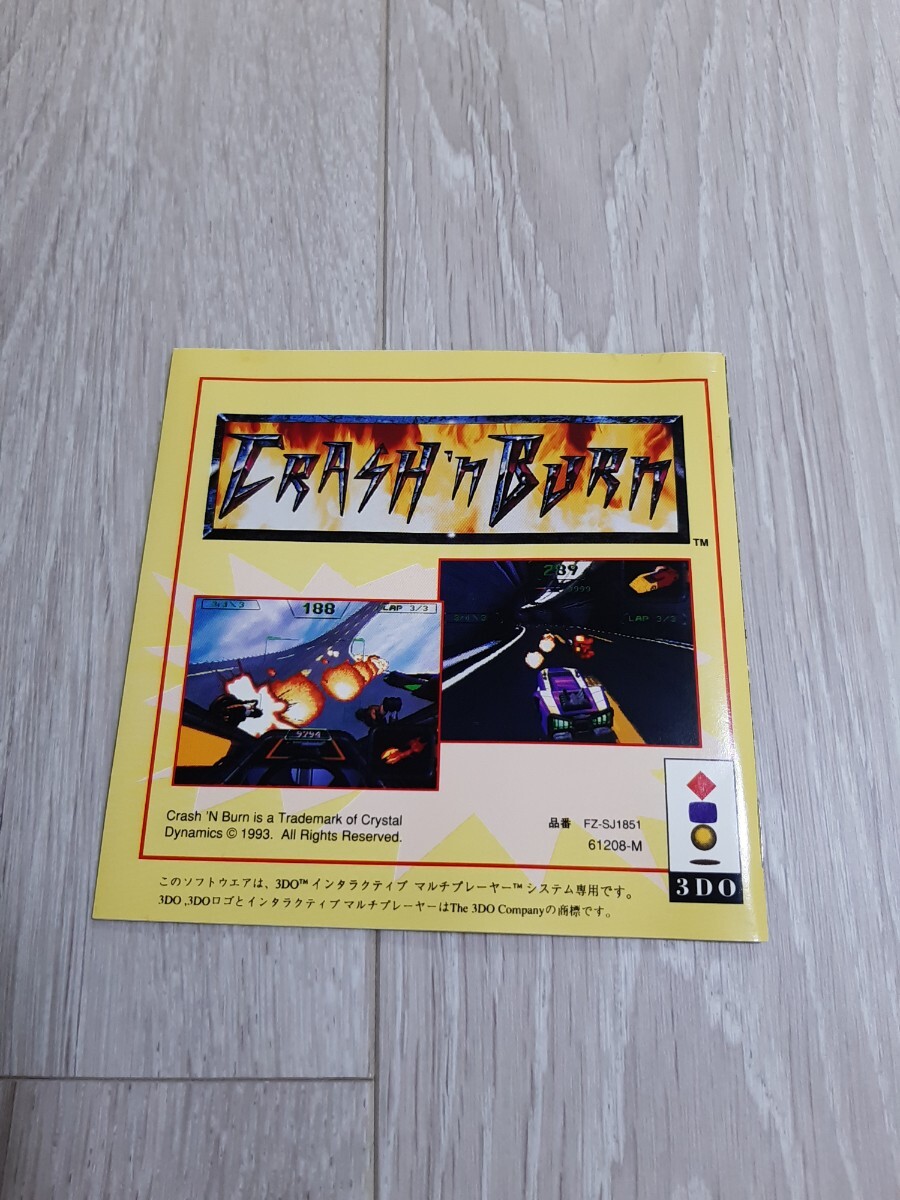 CRASH 'n BURN
TM
188
LAP 3/3
289
LAP 3/3
Crash 'N Burn is a Trademark of Crystal
Dynamics © 1993. All Rights Reserved.
品番 FZ-SJ1851
61208-M
3DO
このソフトウエアは、3DO™インタラクティブ マルチプレーヤー™システム専用です。
3DO ,3DOロゴとインタラクティブ マルチプレーヤーはThe 3DO Companyの商標です。